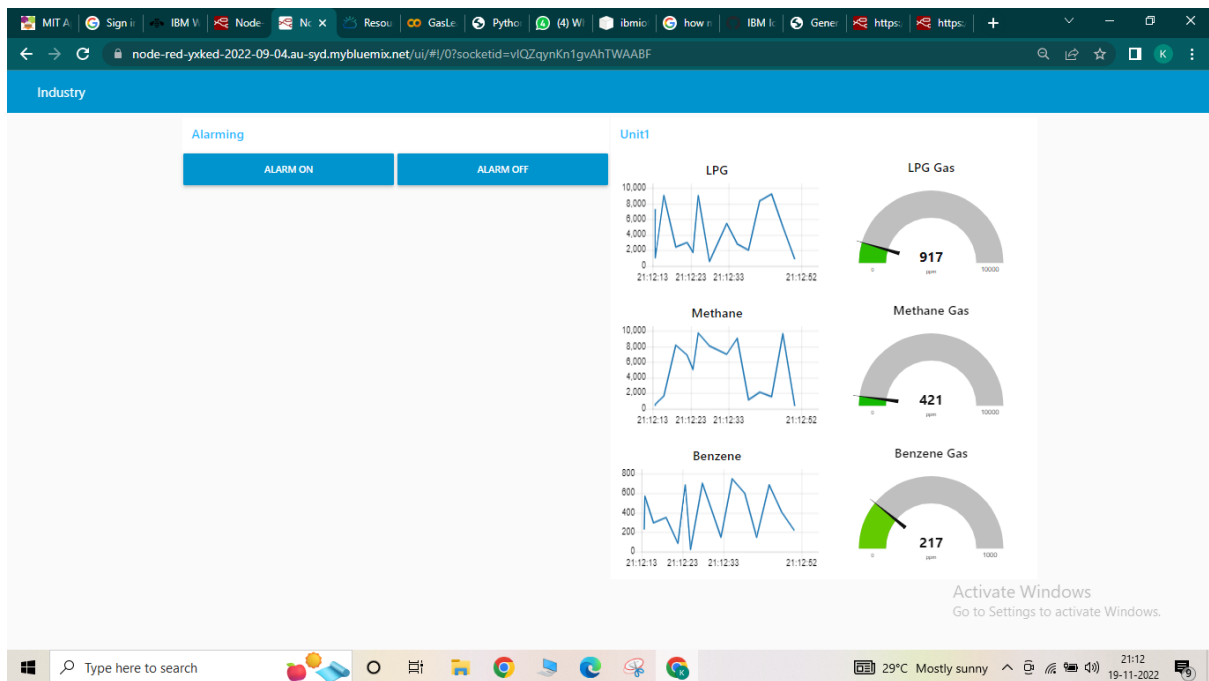 MIT A
Sign in
IBM W
Node-
Nc
Resou
GasLe
Pytho
(4) Wh
ibmio
how n
IBM Ic
Gener
https:
https:
node-red-yxked-2022-09-04.au-syd.mybluemix.net/ui/#!/0?socketid=vIQZqynKn1gvAhTWAABF
K
Industry
Alarming
ALARM ON ALARM OFF
Unit1
LPG
10,000
8,000
6,000
4,000
2,000
0
21:12:13 21:12:23 21:12:33 21:12:52
LPG Gas
917
ppm
0 10000
Methane
10,000
8,000
6,000
4,000
2,000
0
21:12:13 21:12:23 21:12:33 21:12:52
Methane Gas
421
ppm
0 10000
Benzene
800
600
400
200
0
21:12:13 21:12:23 21:12:33 21:12:52
Benzene Gas
217
ppm
0 1000
Activate Windows
Go to Settings to activate Windows.
Type here to search
29°C Mostly sunny
21:12
19-11-2022
9